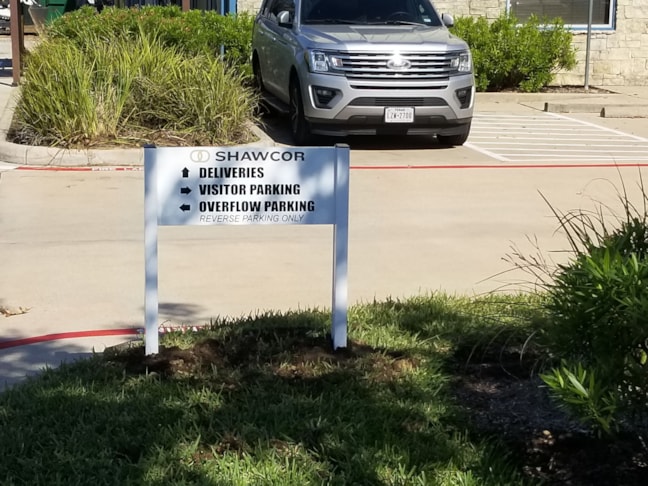 SHAWCOR
DELIVERIES
VISITOR PARKING
OVERFLOW PARKING
REVERSE PARKING ONLY